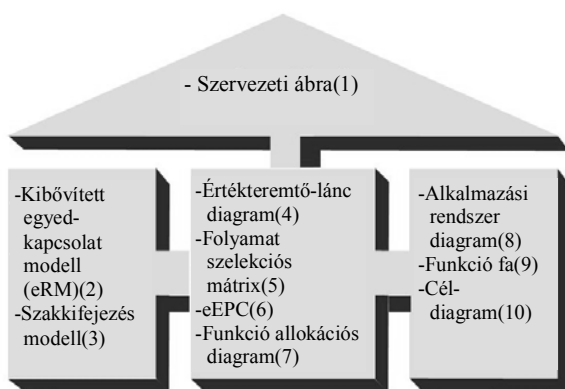 - Szervezeti ábra(1)
-Kibővített
egyed-
kapcsolat
modell
(eRM)(2)
-Szakkifejezés
modell(3)
-Értékteremtő-lánc
diagram(4)
-Folyamat
szelekciós
mátrix(5)
-eEPC(6)
-Funkció allokációs
diagram(7)
-Alkalmazási
rendszer
diagram(8)
-Funkció fa(9)
-Cél-
diagram(10)